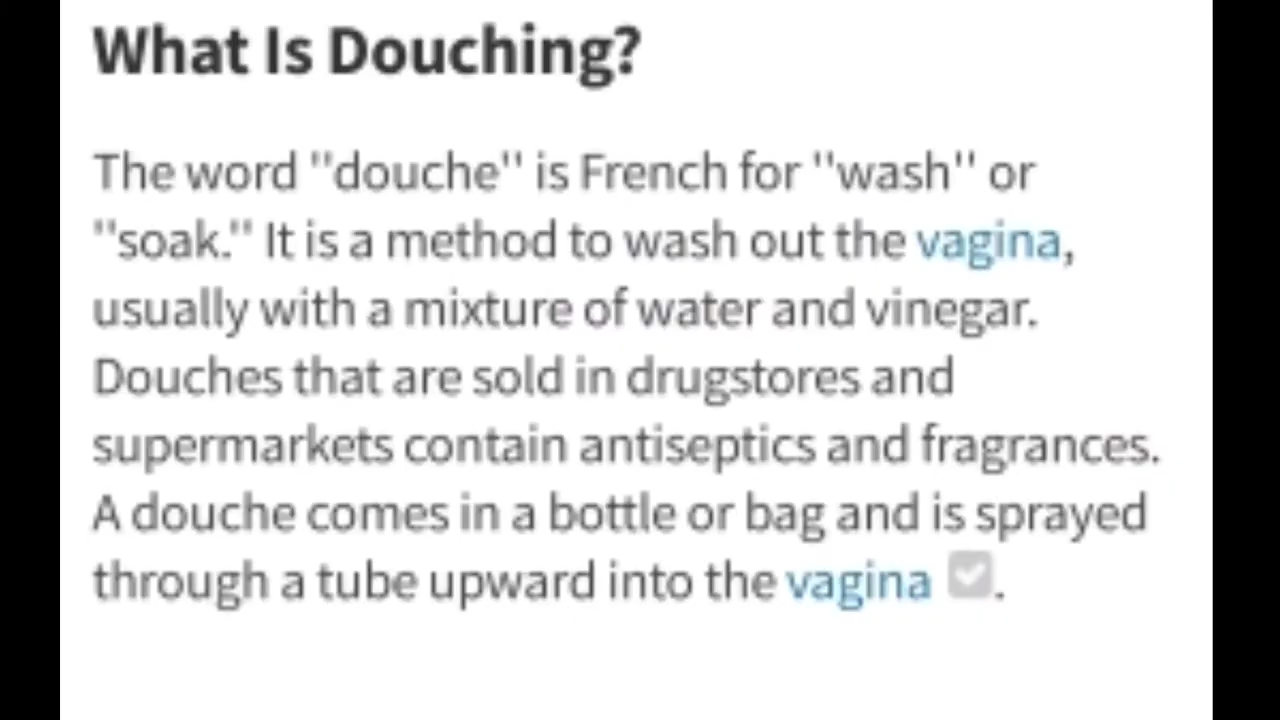 What Is Douching?
The word "douche" is French for "wash" or
"soak." It is a method to wash out the vagina,
usually with a mixture of water and vinegar.
Douches that are sold in drugstores and
supermarkets contain antiseptics and fragrances.
A douche comes in a bottle or bag and is sprayed
through a tube upward into the vagina.